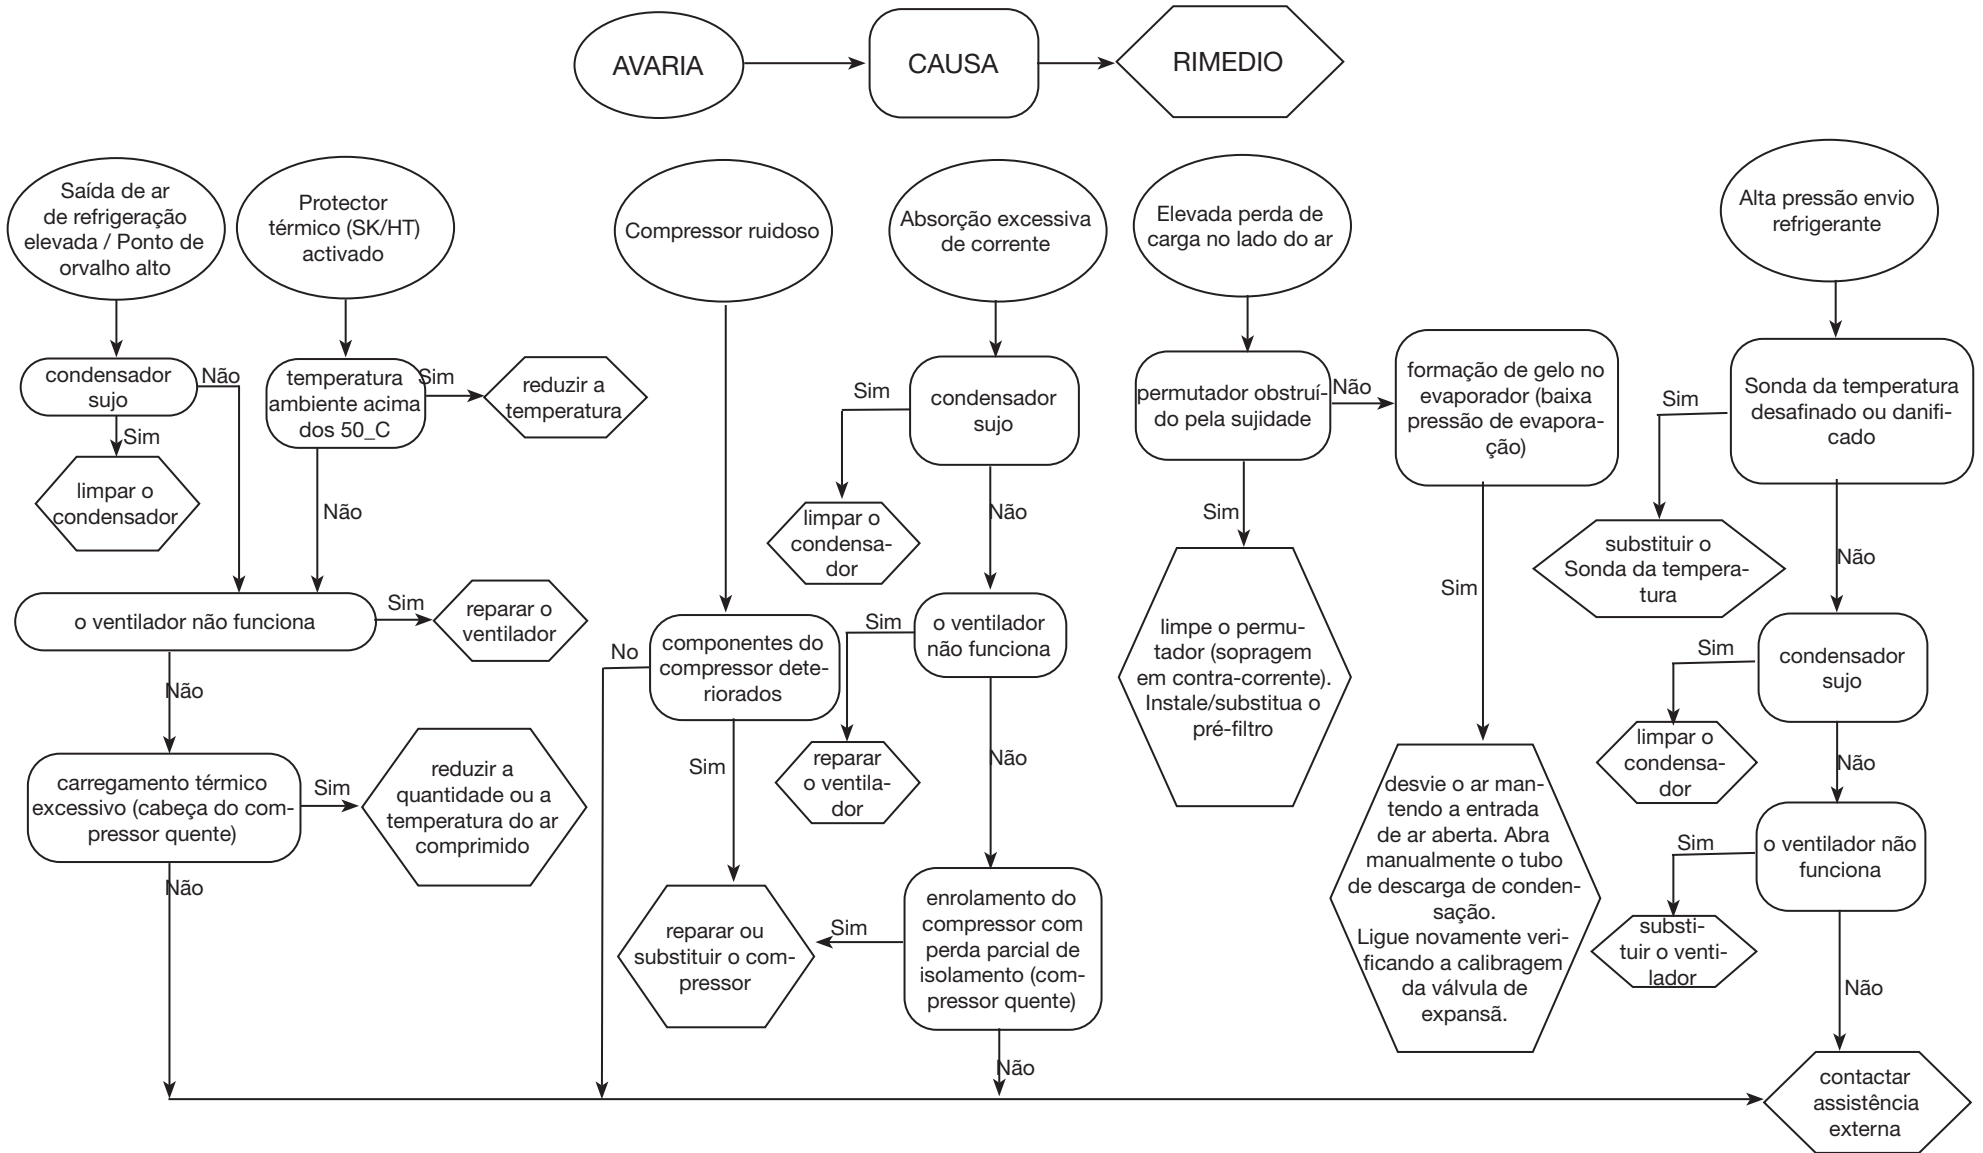 AVARIA
CAUSA
RIMEDIO
Saída de ar
de refrigeração
elevada / Ponto de
orvalho alto
condensador
sujo
Não
Sim
limpar o
condensador
Protector
térmico (SK/HT)
activado
temperatura
ambiente acima
dos 50_C
Sim
reduzir a
temperatura
Não
o ventilador não funciona
Sim
reparar o
ventilador
Não
carregamento térmico
excessivo (cabeça do com-
pressor quente)
Sim
reduzir a
quantidade ou a
temperatura do ar
comprimido
Não
Compressor ruidoso
componentes do
compressor dete-
riorados
No
Sim
reparar ou
substituir o com-
pressor
Absorção excessiva
de corrente
condensador
sujo
Sim
limpar o
condensa-
dor
Não
o ventilador
não funciona
Sim
reparar
o ventila-
dor
Não
enrolamento do
compressor com
perda parcial de
isolamento (com-
pressor quente)
Sim
Não
Elevada perda de
carga no lado do ar
permutador obstruí-
do pela sujidade
Não
Sim
limpe o permu-
tador (sopragem
em contra-corrente).
Instale/substitua o
pré-filtro
formação de gelo no
evaporador (baixa
pressão de evapora-
ção)
Sim
desvie o ar man-
tendo a entrada
de ar aberta. Abra
manualmente o tubo
de descarga de conden-
sação.
Ligue novamente veri-
ficando a calibragem
da válvula de
expansã.
Alta pressão envio
refrigerante
Sonda da temperatura
desafinado ou danifi-
cado
Sim
substituir o
Sonda da tempera-
tura
Não
condensador
sujo
Sim
limpar o
condensa-
dor
Não
o ventilador não
funciona
Sim
substi-
tuir o venti-
lador
Não
contactar
assistência
externa